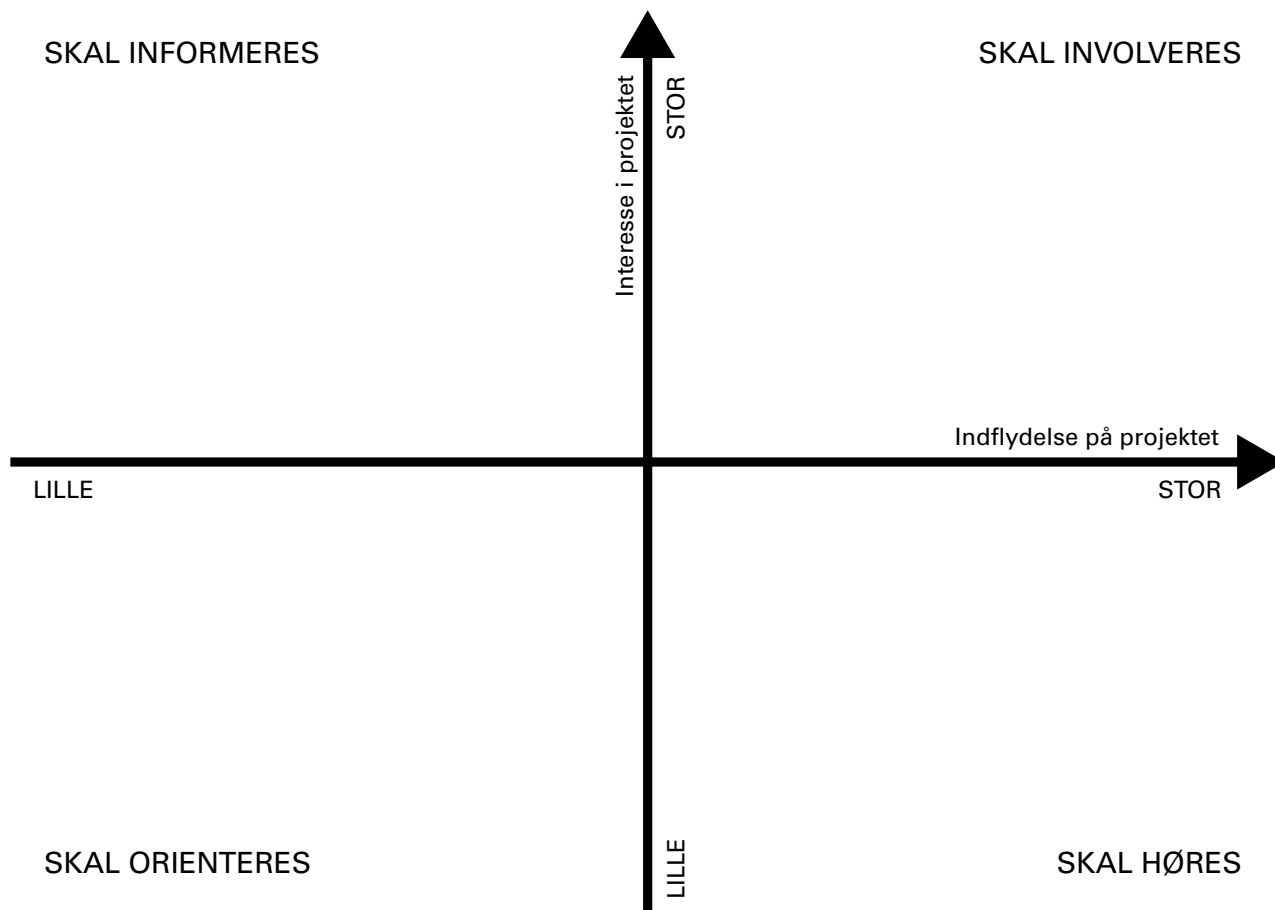 SKAL INFORMERES
SKAL INVOLVERES
Interesse i projektet
STOR
Indflydelse på projektet
LILLE
STOR
SKAL ORIENTERES
LILLE
SKAL HØRES